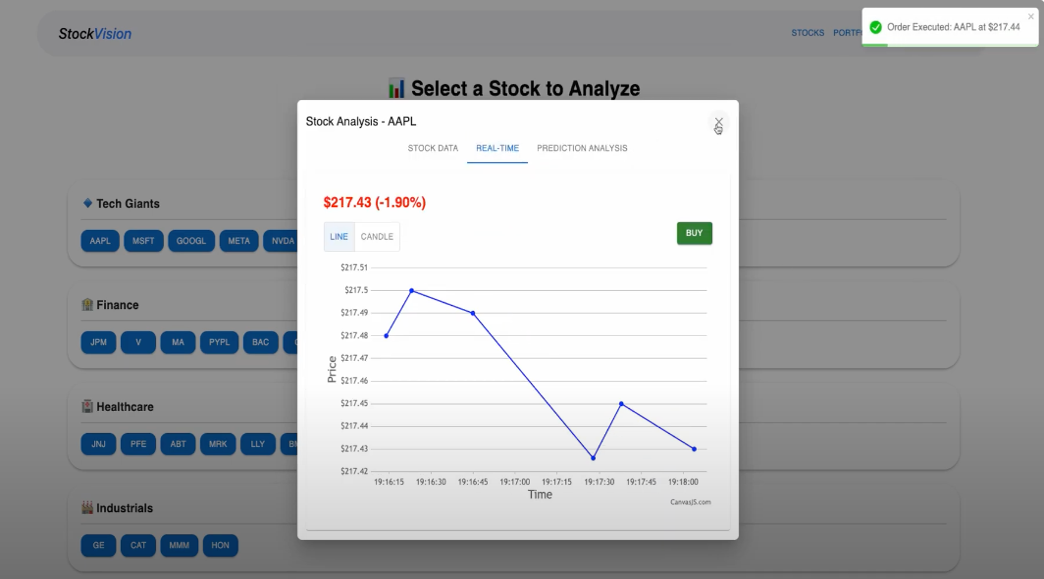 StockVision
STOCKS
Order Executed: AAPL at $217.44
Select a Stock to Analyze
Stock Analysis - AAPL
STOCK DATA REAL-TIME PREDICTION ANALYSIS
$217.43 (-1.90%)
LINE CANDLE
BUY
$217.51
$217.5
$217.49
$217.48
$217.47
$217.46
$217.45
$217.44
$217.43
$217.42
Price
19:16:15 19:16:30 19:16:45 19:17:00 19:17:15 19:17:30 19:17:45 19:18:00
Time
CanvasJS.com
Tech Giants
AAPL MSFT GOOGL META NVDA
Finance
JPM V MA PYPL BAC
Healthcare
JNJ PFE ABT MRK LLY
Industrials
GE CAT MMM HON